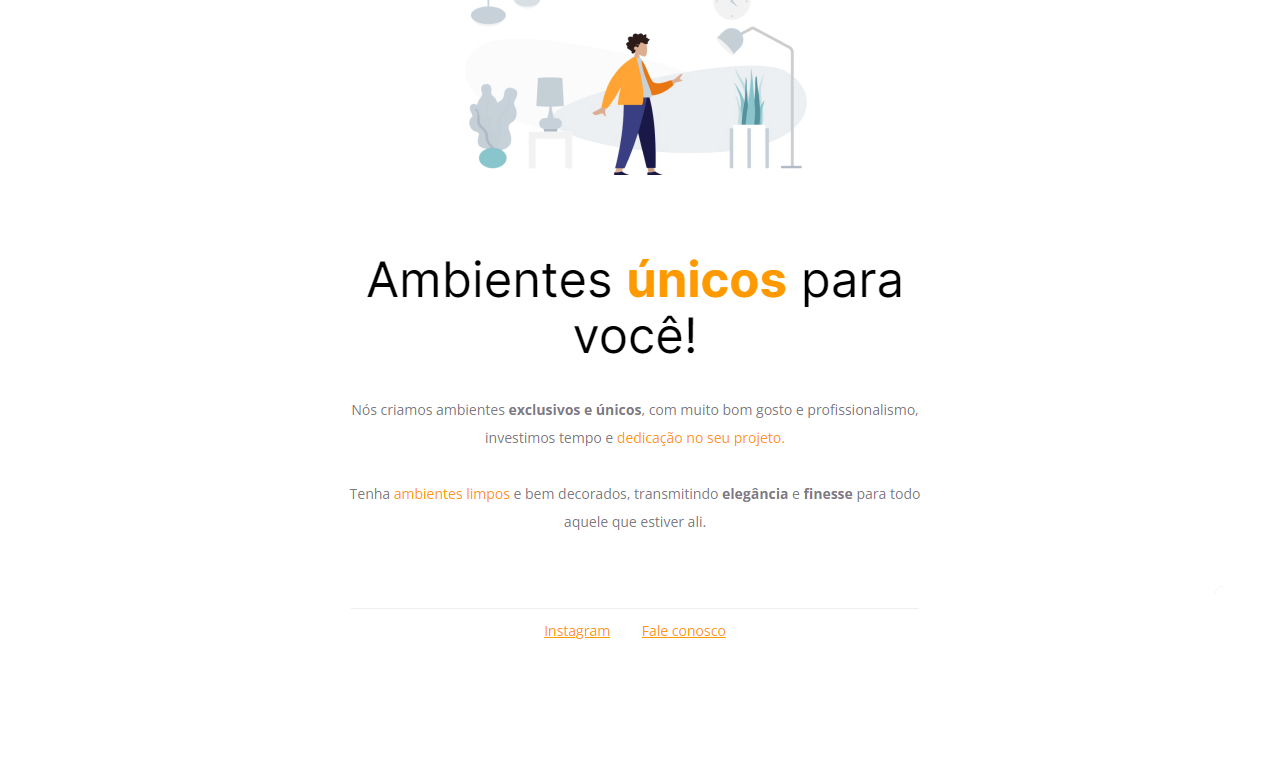 Ambientes únicos para
você!
Nós criamos ambientes exclusivos e únicos, com muito bom gosto e profissionalismo,
investimos tempo e dedicação no seu projeto.
Tenha ambientes limpos e bem decorados, transmitindo elegância e finesse para todo
aquele que estiver ali.
Instagram Fale conosco